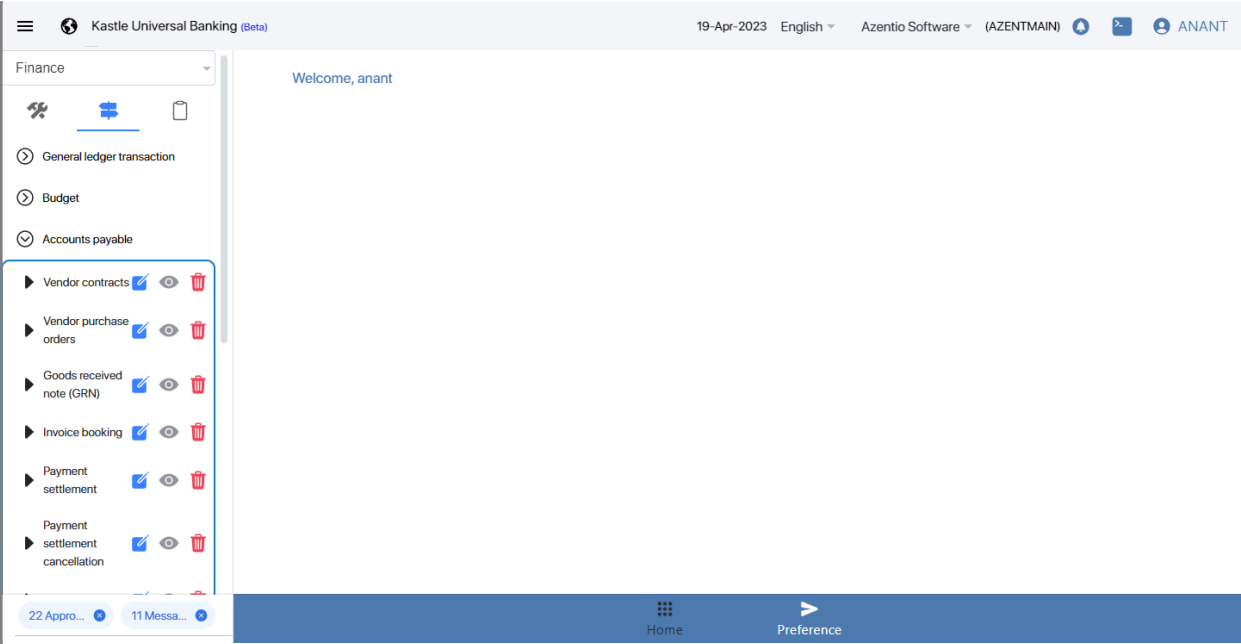 Kastle Universal Banking (Beta)
19-Apr-2023 English Azentio Software (AZENTMAIN) ANANT
Finance
Welcome, anant
General ledger transaction
Budget
Accounts payable
Vendor contracts
Vendor purchase
orders
Goods received
note (GRN)
Invoice booking
Payment
settlement
Payment
settlement
cancellation
22 Appro... 11 Messa...
Home
Preference